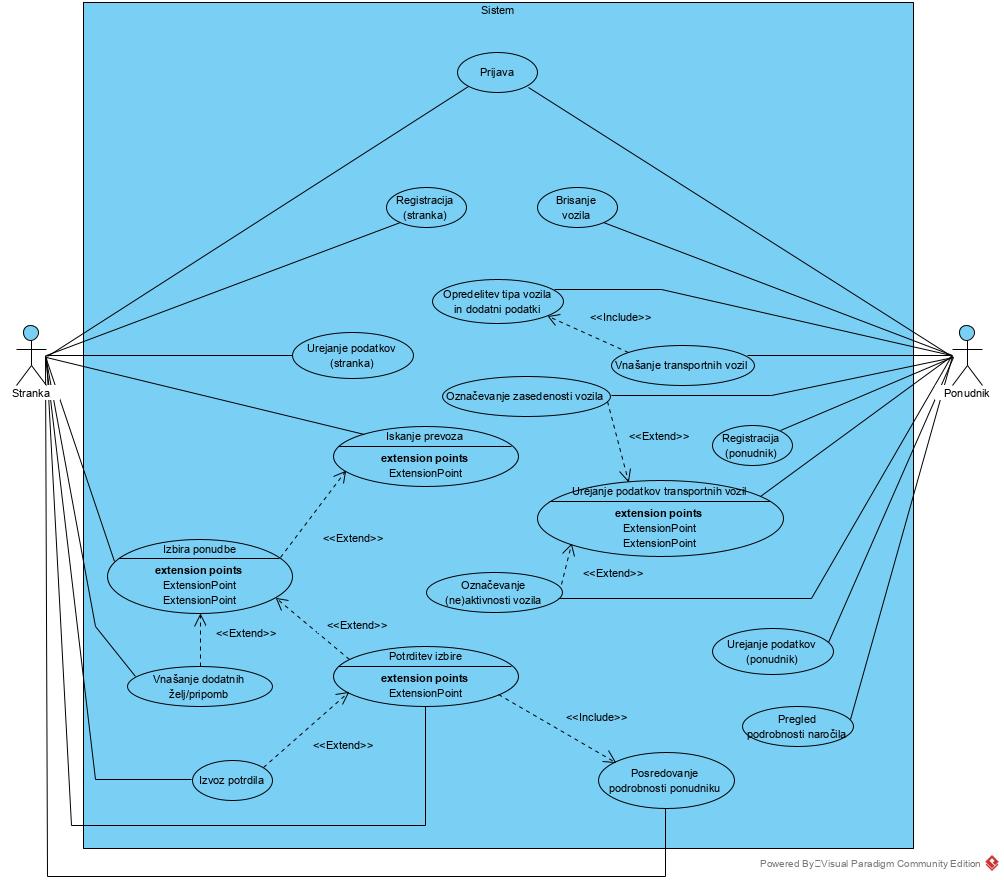 Sistem
Prijava
Registracija
(stranka)
Brisanje
vozila
Opredelitev tipa vozila
in dodatni podatki
<<Include>>
Urejanje podatkov
(stranka)
Vnašanje transportnih vozil
Stranka
Ponudnik
Označevanje zasedenosti vozila
Iskanje prevoza
extension points
ExtensionPoint
<<Extend>>
Registracija
(ponudnik)
Urejanje podatkov transportnih vozil
extension points
ExtensionPoint
ExtensionPoint
<<Extend>>
Izbira ponudbe
extension points
ExtensionPoint
ExtensionPoint
<<Extend>>
Označevanje
(ne)aktivnosti vozila
<<Extend>>
<<Extend>>
Urejanje podatkov
(ponudnik)
Potrditev izbire
extension points
ExtensionPoint
Vnašanje dodatnih
želj/pripomb
<<Include>>
Pregled
podrobnosti naročila
<<Extend>>
Izvoz potrdila
Posredovanje
podrobnosti ponudniku
Powered By Visual Paradigm Community Edition